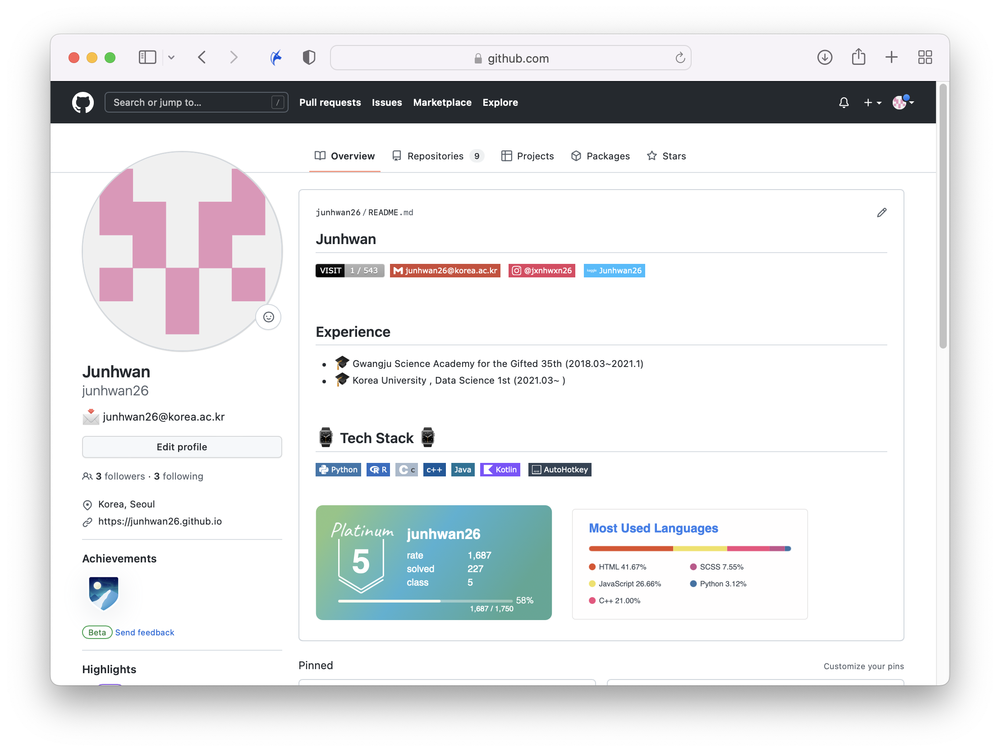 github.com
Search or jump to... /
Pull requests Issues Marketplace Explore
Overview Repositories 9 Projects Packages Stars
Junhwan
junhwan26
junhwan26@korea.ac.kr
Edit profile
3 followers · 3 following
Korea, Seoul
https://junhwan26.github.io
Achievements
Beta Send feedback
Highlights
junhwan26 / README.md
Junhwan
VISIT 1 / 543 junhwan26@korea.ac.kr @jxnhwxn26 kaggle Junhwan26
Experience
Gwangju Science Academy for the Gifted 35th (2018.03~2021.1)
Korea University , Data Science 1st (2021.03~ )
Tech Stack
Python R R C c c++ Java Kotlin AHK AutoHotkey
Platinum
5
junhwan26
rate 1,687
solved 227
class 5
58%
1,687 / 1,750
Most Used Languages
HTML 41.67%
JavaScript 26.66%
C++ 21.00%
SCSS 7.55%
Python 3.12%
Pinned
Customize your pins